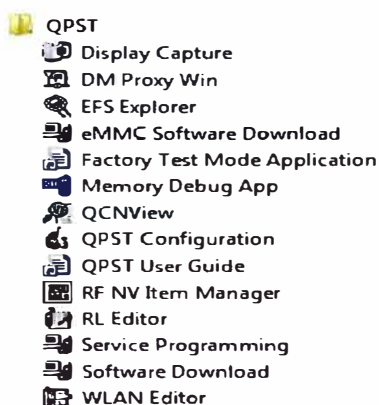 QPST
Display Capture
DM Proxy Win
EFS Explorer
eMMC Software Download
Factory Test Mode Application
Memory Debug App
QCNView
QPST Configuration
QPST User Guide
RF NV Item Manager
RL Editor
Service Programming
Software Download
WLAN Editor